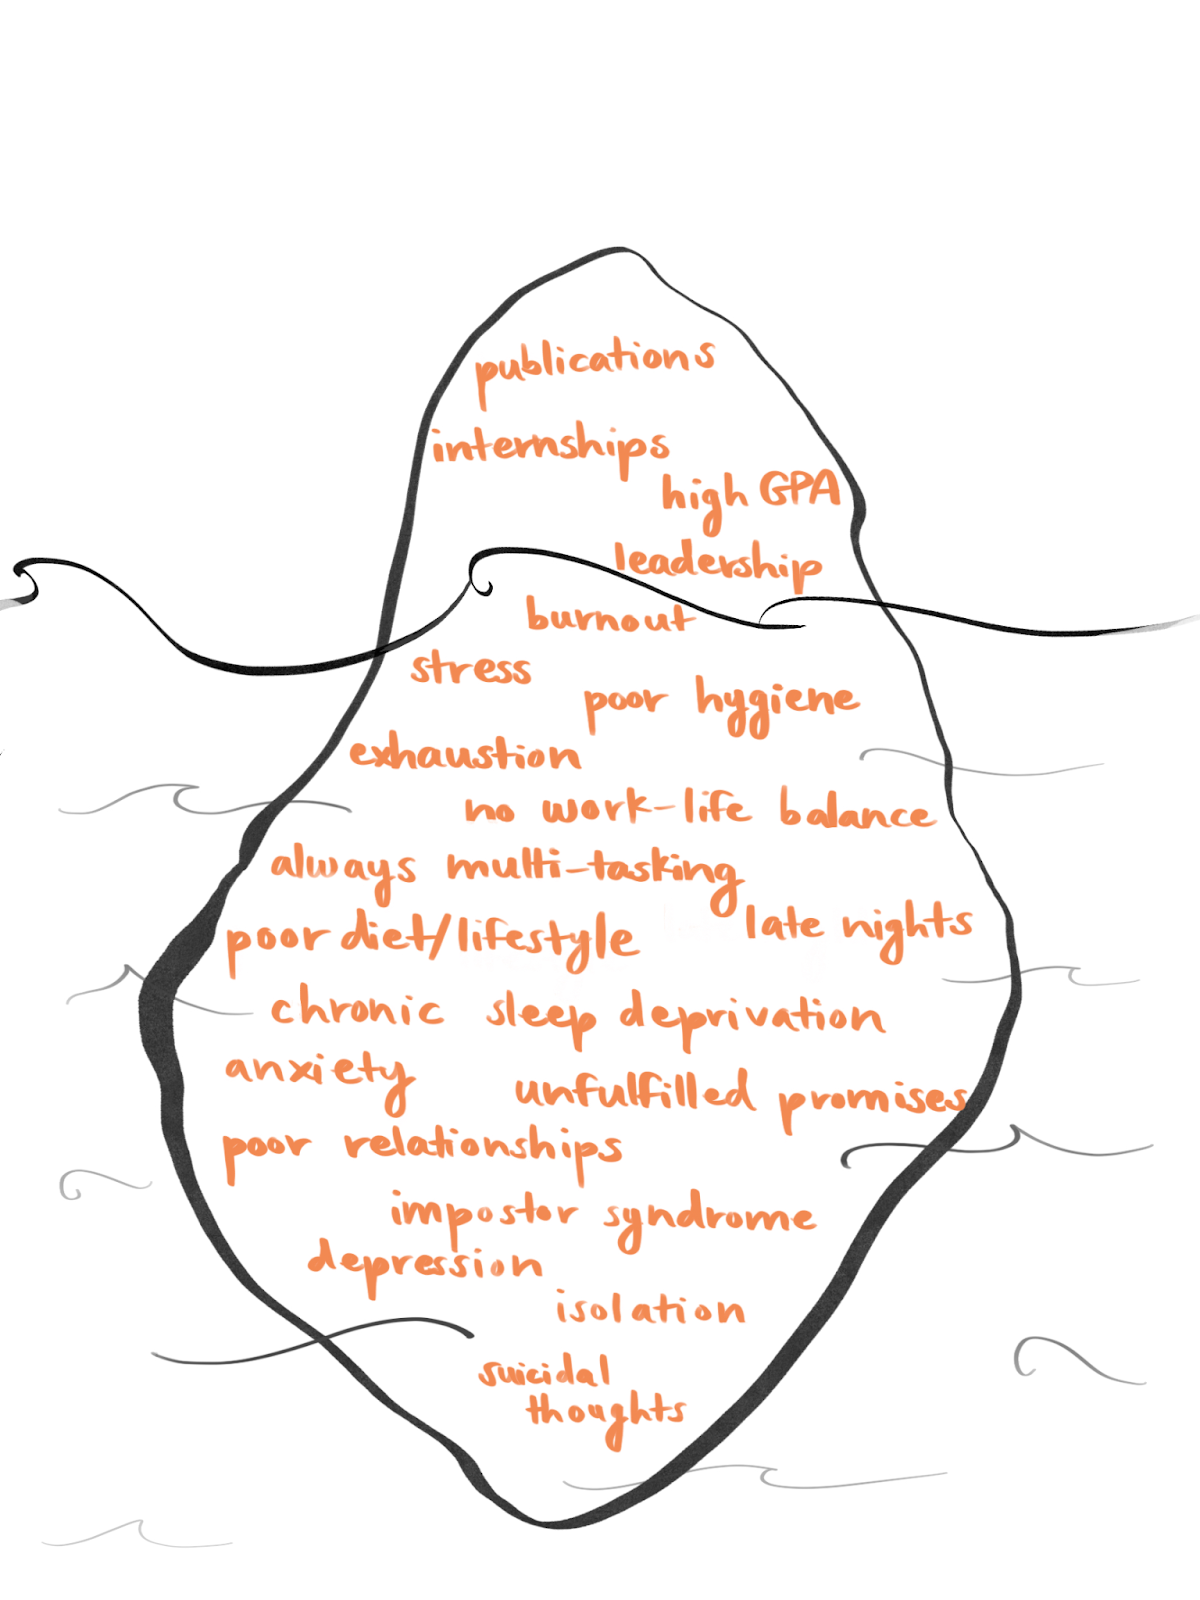 publications
internships
high GPA
leadership
burnout
stress
poor hygiene
exhaustion
no work-life balance
always multi-tasking
late nights
poor diet/lifestyle
chronic sleep deprivation
anxiety
unfulfilled promises
poor relationships
impostor syndrome
depression
isolation
suicidal
thoughts